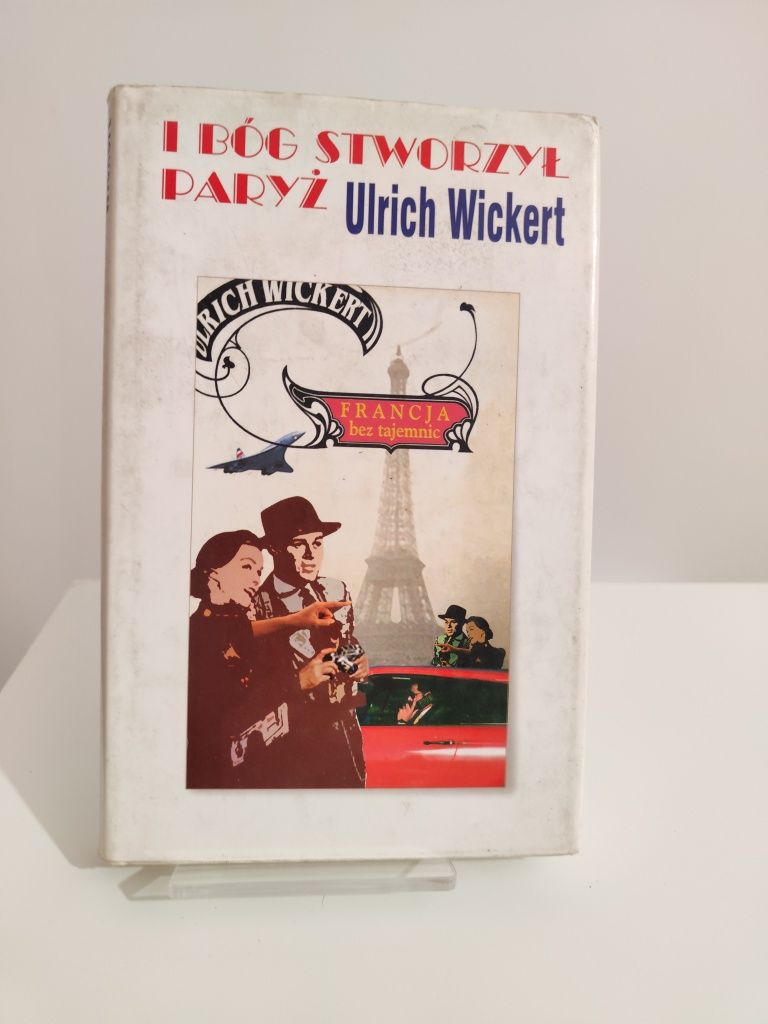 I BÓG STWORZYŁ
PARYŻ
Ulrich Wickert
ULRICH WICKERT
FRANCJA
bez tajemnic